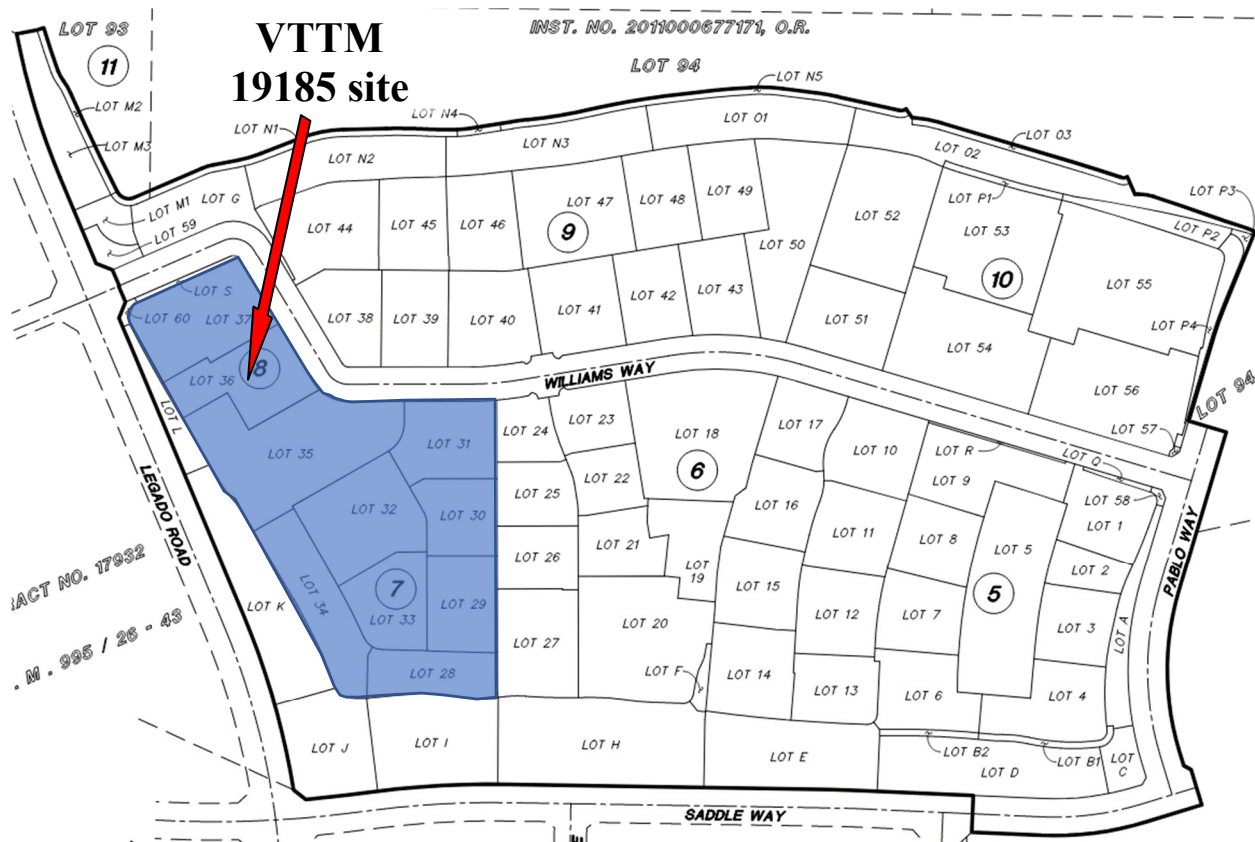 LOT 93
INST. NO. 2011000677171, O.R.
VTTM
19185 site
11
LOT 94
LOT N5
LOT M2
LOT N1
LOT N4
LOT O1
LOT O3
LOT M3
LOT N2
LOT N3
LOT O2
LOT M1
LOT G
LOT 47
LOT 48
LOT 49
LOT P1
LOT P3
LOT 59
LOT 44
LOT 45
LOT 46
9
LOT 50
LOT 52
LOT 53
LOT P2
LOT S
10
LOT 55
LOT 60
LOT 37
LOT 38
LOT 39
LOT 40
LOT 41
LOT 42
LOT 43
LOT 51
LOT P4
LOT 54
LOT 36
8
WILLIAMS WAY
LOT 56
LOT 94
LOT L
LOT 31
LOT 24
LOT 23
LOT 18
LOT 17
LOT 10
LOT R
LOT 57
LOT Q
LOT 35
6
LOT 22
LOT 9
LOT 58
LEGADO ROAD
LOT 32
LOT 30
LOT 25
LOT 16
LOT 11
LOT 8
LOT 5
LOT 1
PABLO WAY
ACT NO. 17932
LOT 26
LOT 21
LOT
19
LOT 15
LOT 2
LOT 34
7
LOT 29
5
LOT K
LOT 33
LOT 20
LOT 12
LOT 7
LOT 3
LOT A
. M . 995 / 26 - 43
LOT 27
LOT 28
LOT F
LOT 14
LOT 13
LOT 6
LOT 4
LOT J
LOT I
LOT H
LOT E
LOT B2
LOT D
LOT B1
LOT
C
SADDLE WAY